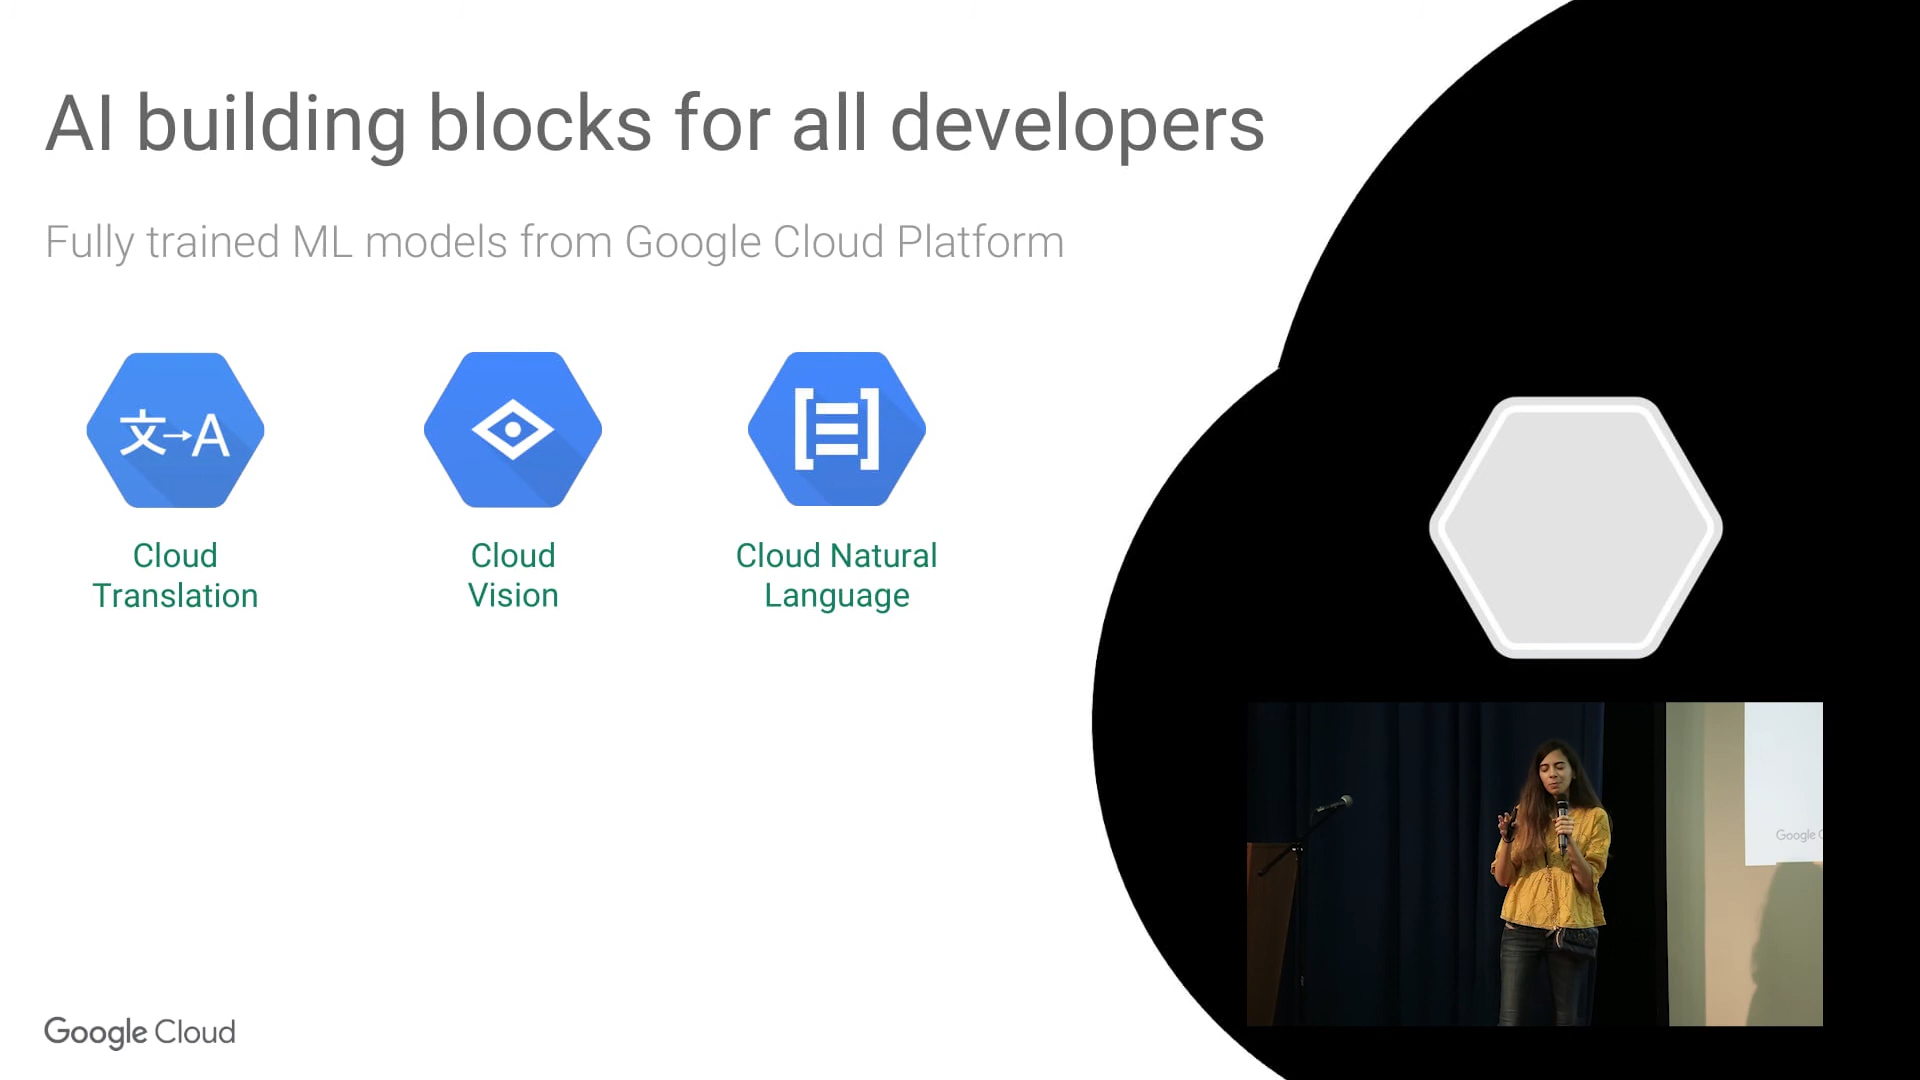 AI building blocks for all developers
Fully trained ML models from Google Cloud Platform
文→A
Cloud
Translation
Cloud
Vision
Cloud Natural
Language
Google
Google Cloud